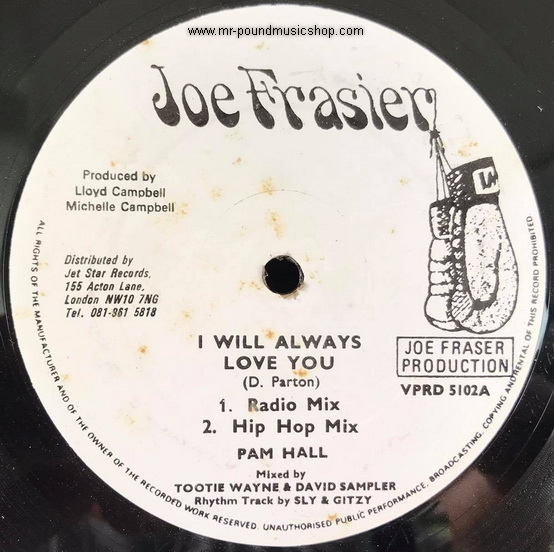 www.mr-poundmusicshop.com
Joe Frasier
Produced by
Lloyd Campbell
Michelle Campbell
Distributed by
Jet Star Records,
155 Acton Lane,
London NW10 7NG
Tel. 081-961 5818
I WILL ALWAYS
LOVE YOU
(D. Parton)
1. Radio Mix
2. Hip Hop Mix
PAM HALL
Mixed by
TOOTIE WAYNE & DAVID SAMPLER
Rhythm Track by SLY & GITZY
JOE FRASER
PRODUCTION
VPRD 5102A
ALL RIGHTS OF THE MANUFACTURER AND OF THE OWNER OF THE RECORDED WORK RESERVED. UNAUTHORISED PUBLIC PERFORMANCE, BROADCASTING, COPYING AND RENTAL OF THIS RECORD PROHIBITED.